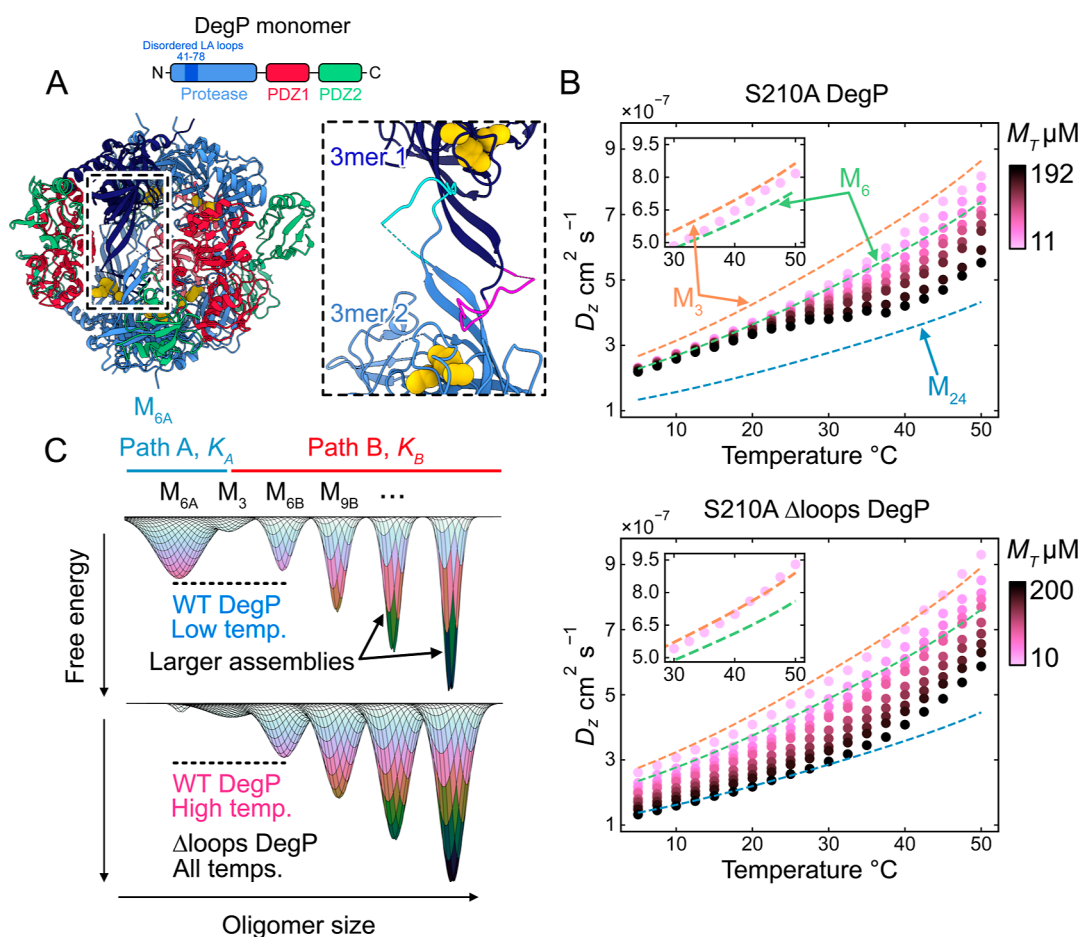 DegP monomer
Disordered LA loops
41-78
N
C
Protease
PDZ1
PDZ2
A
3mer 1
3mer 2
M6A
B
S210A DegP
×10−7
9
7
5
3
1
Dz cm2 s−1
10
20
30
40
50
Temperature °C
9.5
8.0
6.5
5.0
30
40
50
M6
M3
M24
MT µM
192
11
S210A Δloops DegP
×10−7
9
7
5
3
1
Dz cm2 s−1
10
20
30
40
50
Temperature °C
9.5
8.0
6.5
5.0
30
40
50
MT µM
200
10
C
Path A, KA
Path B, KB
M6A
M3
M6B
M9B
...
Free energy
WT DegP
Low temp.
Larger assemblies
WT DegP
High temp.
Δloops DegP
All temps.
Oligomer size